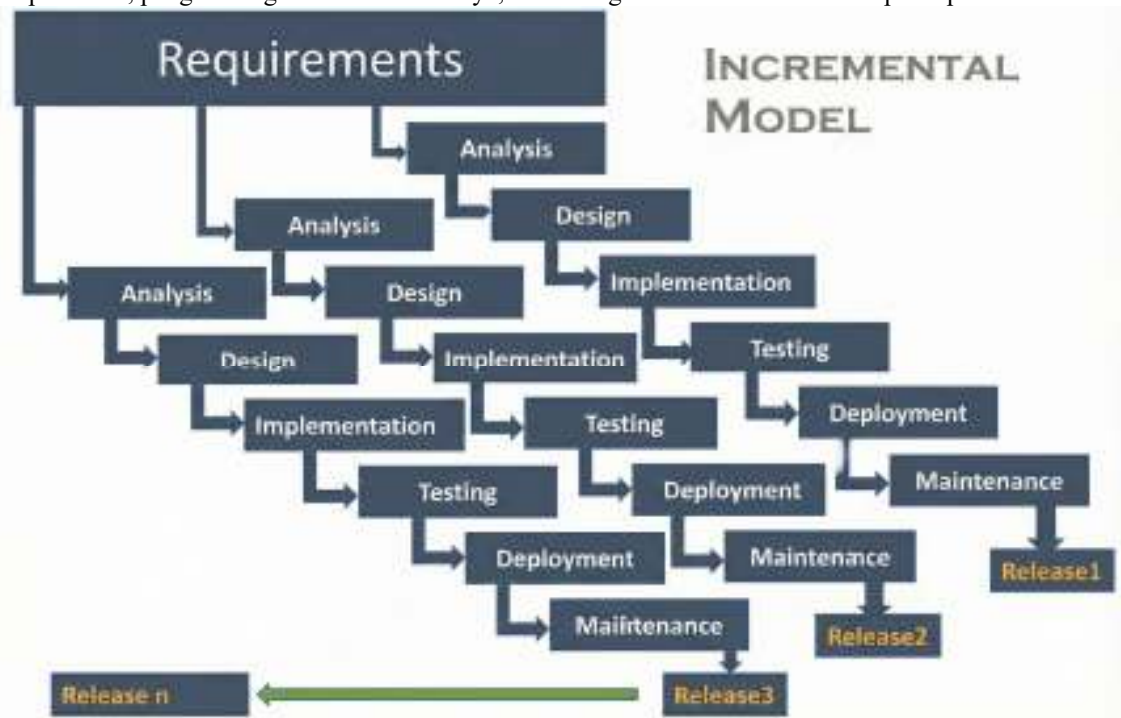 Requirements
INCREMENTAL
MODEL
Analysis
Design
Implementation
Testing
Deployment
Maintenance
Release1
Analysis
Design
Implementation
Testing
Deployment
Maintenance
Release2
Analysis
Design
Implementation
Testing
Deployment
Maintenance
Release3
Release n